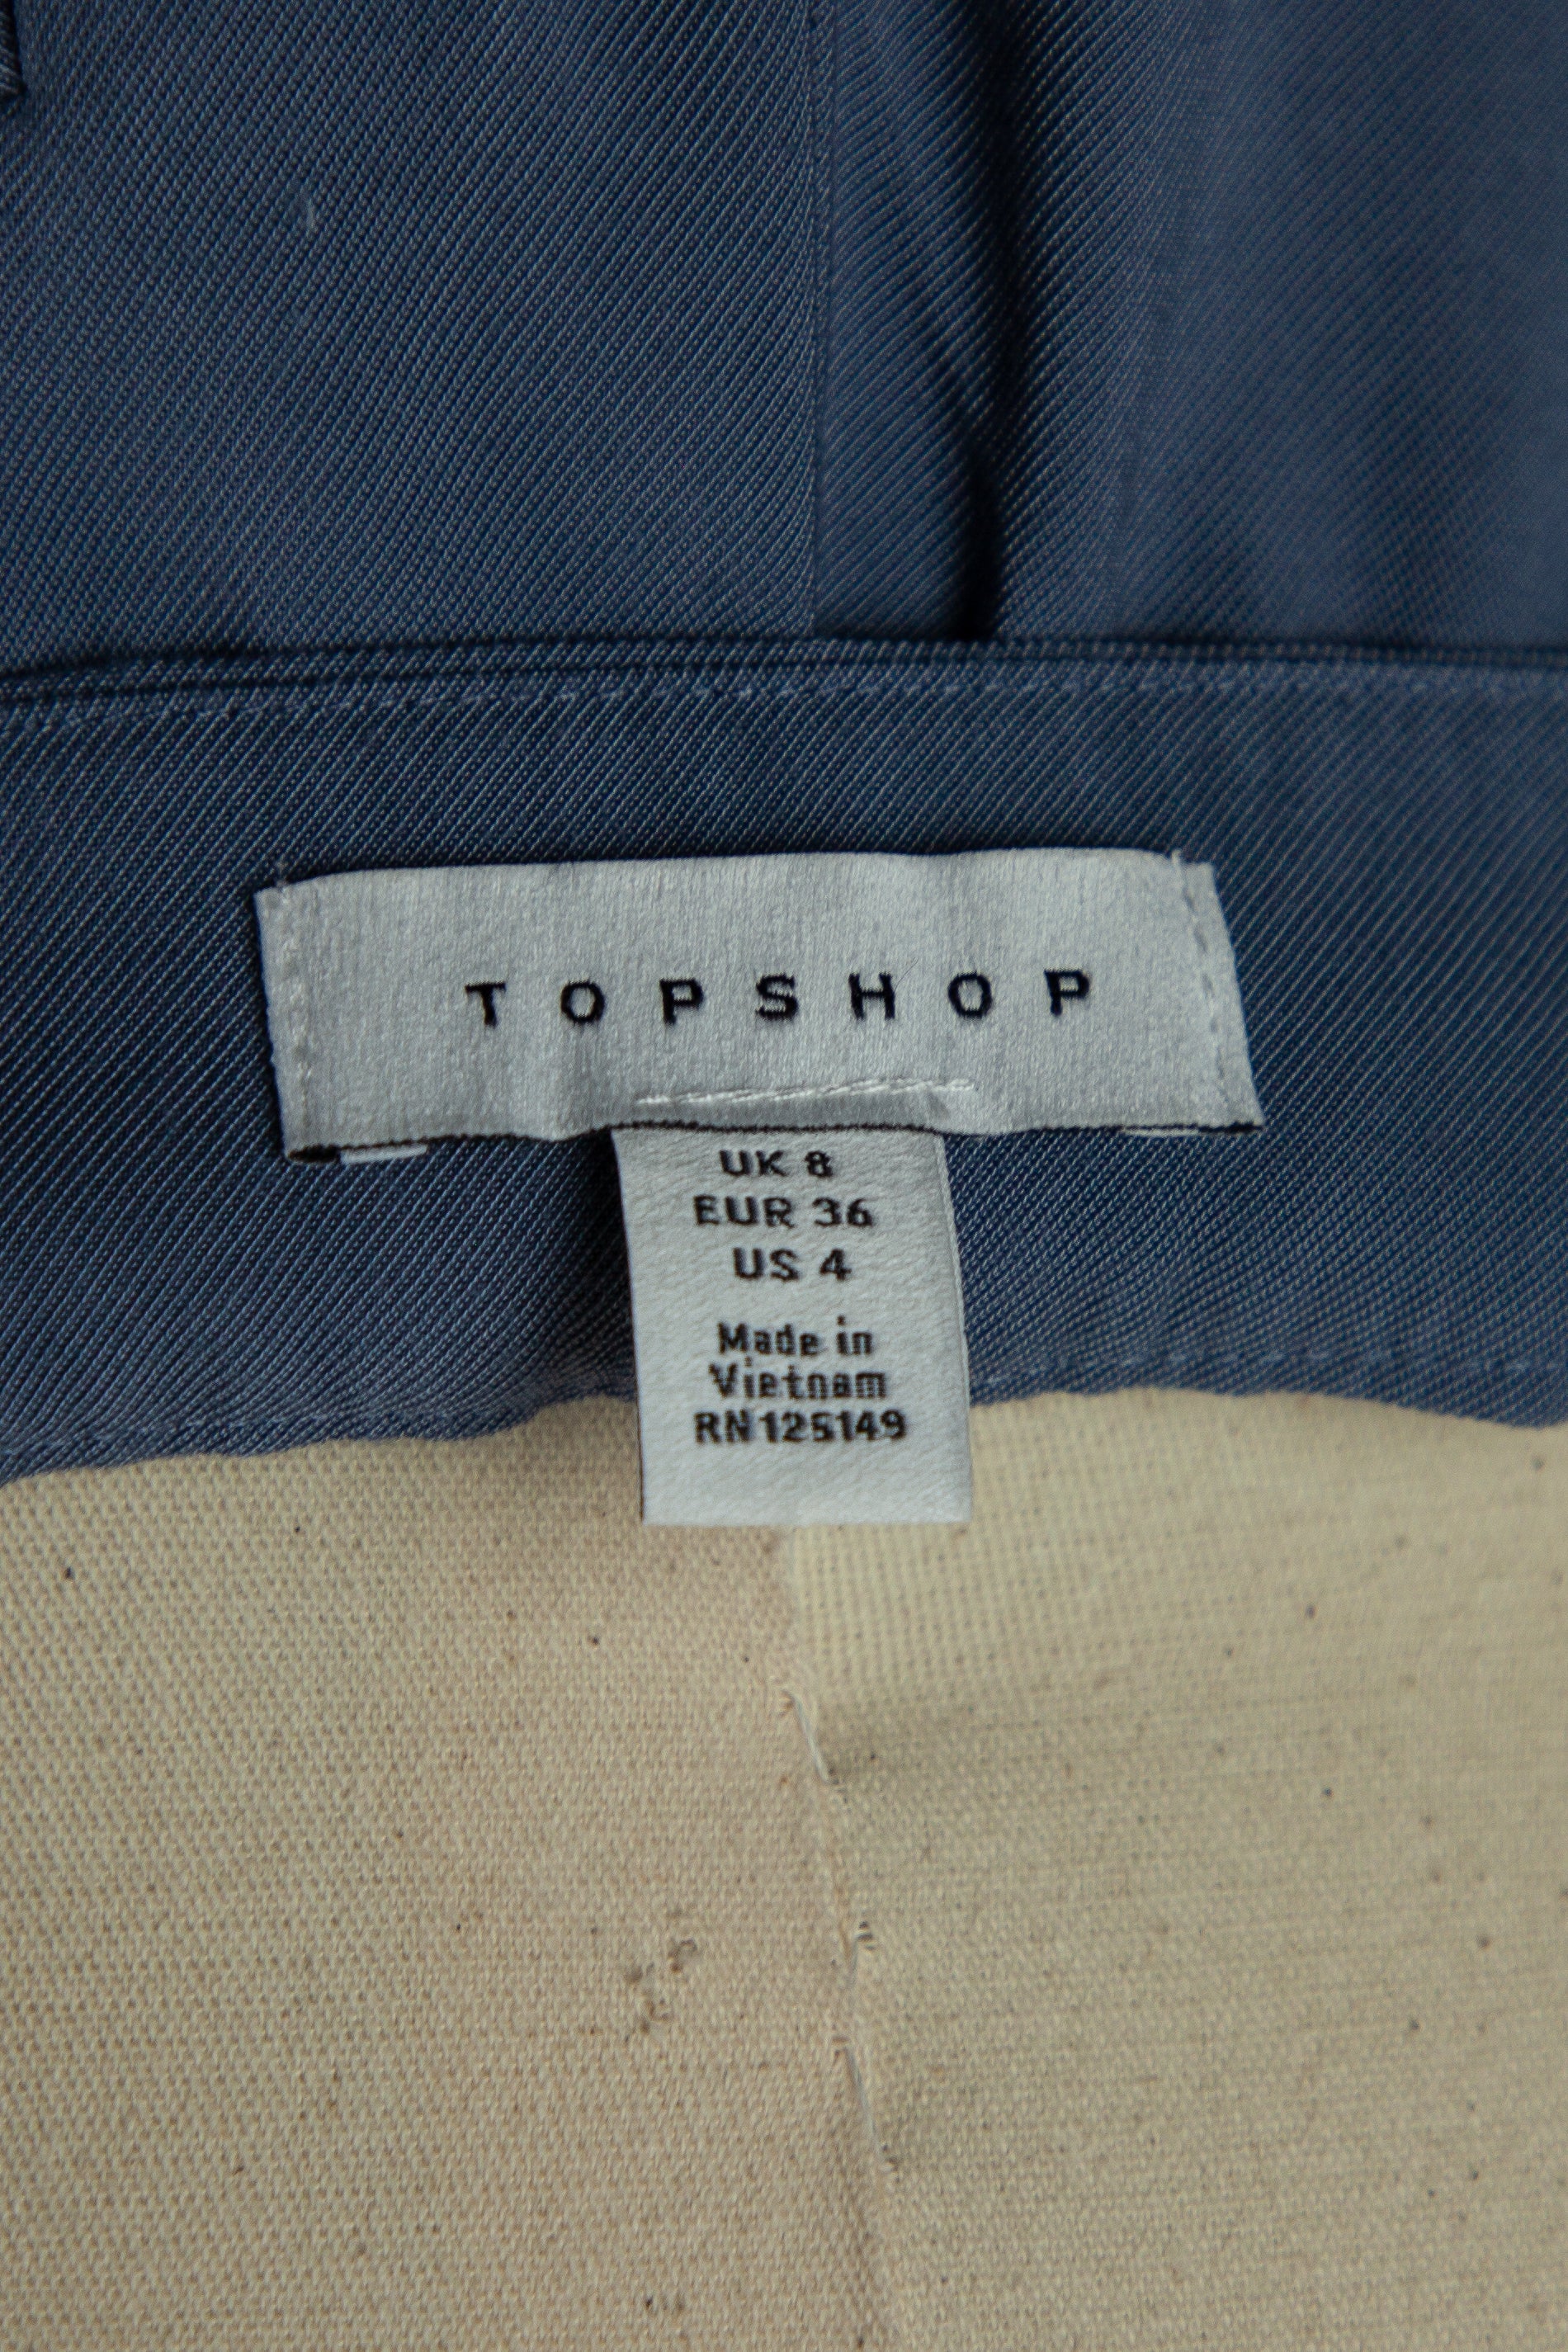 TOPSHOP
UK 8
EUR 36
US 4
Made in
Vietnam
RN125149